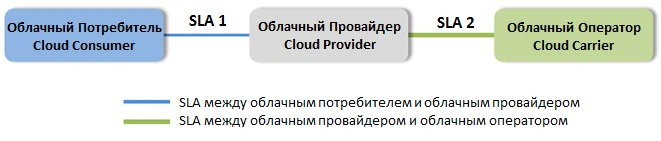 Облачный Потребитель
Cloud Consumer
SLA 1
Облачный Провайдер
Cloud Provider
SLA 2
Облачный Оператор
Cloud Carrier
SLA между облачным потребителем и облачным провайдером
SLA между облачным провайдером и облачным оператором